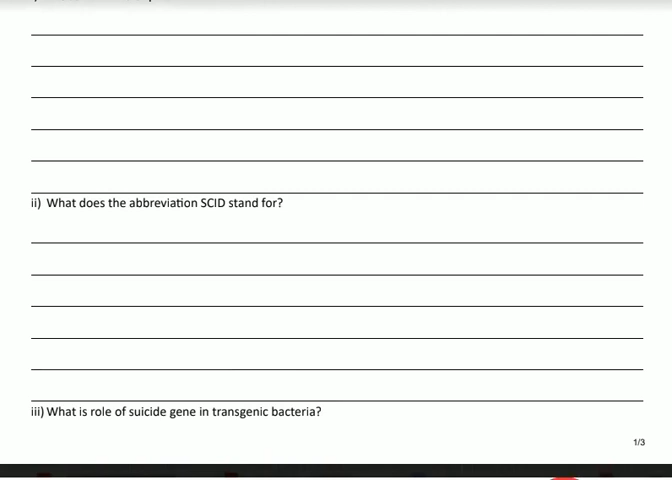 ii) What does the abbreviation SCID stand for?
iii) What is role of suicide gene in transgenic bacteria?
1/3